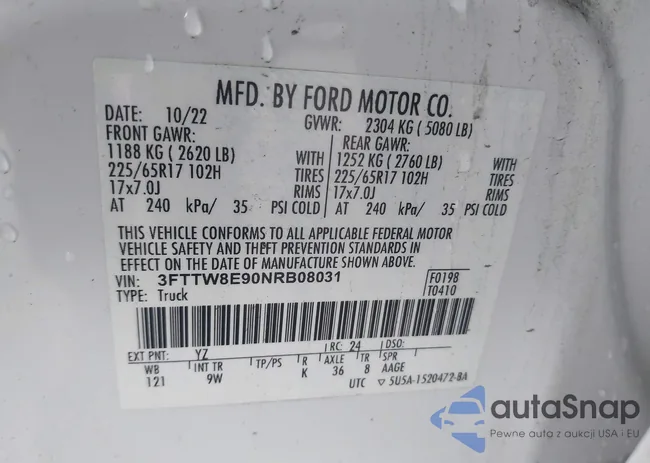 MFD. BY FORD MOTOR CO.
DATE: 10/22 GVWR: 2304 KG ( 5080 LB)
FRONT GAWR: REAR GAWR:
1188 KG ( 2620 LB) WITH 1252 KG ( 2760 LB) WITH
225/65R17 102H TIRES 225/65R17 102H TIRES
17x7.0J RIMS 17x7.0J RIMS
AT 240 kPa/ 35 PSI COLD AT 240 kPa/ 35 PSI COLD
THIS VEHICLE CONFORMS TO ALL APPLICABLE FEDERAL MOTOR
VEHICLE SAFETY AND THEFT PREVENTION STANDARDS IN
EFFECT ON THE DATE OF MANUFACTURE SHOWN ABOVE.
VIN: 3FTTW8E90NRB08031 F0198
TYPE: Truck T0410
EXT PNT: YZ RC: 24 DSO:
WB INT TR TP/PS R AXLE TR SPR
121 9W K 36 8 AAGE
UTC ▽ 5U5A-1520472-BA
autaSnap
Pewne auta z aukcji USA i EU